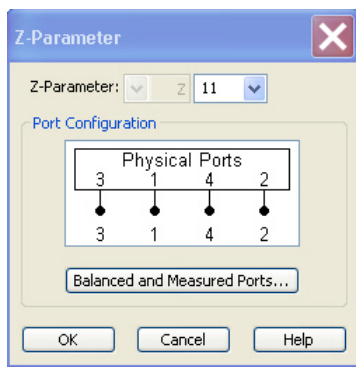 Z-Parameter
Z-Parameter: Z 11
Port Configuration
Physical Ports
3 1 4 2
3 1 4 2
Balanced and Measured Ports...
OK Cancel Help